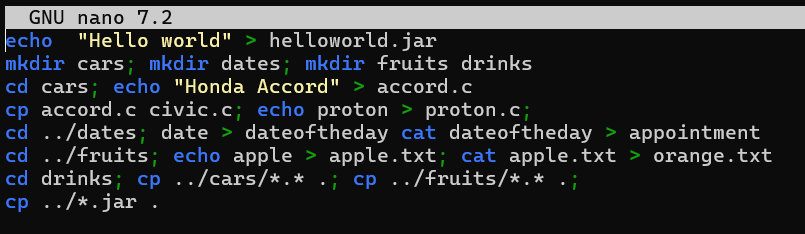 GNU nano 7.2
echo  "Hello world" > helloworld.jar
mkdir cars; mkdir dates; mkdir fruits drinks
cd cars; echo "Honda Accord" > accord.c
cp accord.c civic.c; echo proton > proton.c;
cd ../dates; date > dateoftheday cat dateoftheday > appointment
cd ../fruits; echo apple > apple.txt; cat apple.txt > orange.txt
cd drinks; cp ../cars/*.* .; cp ../fruits/*.* .;
cp ../*.jar .